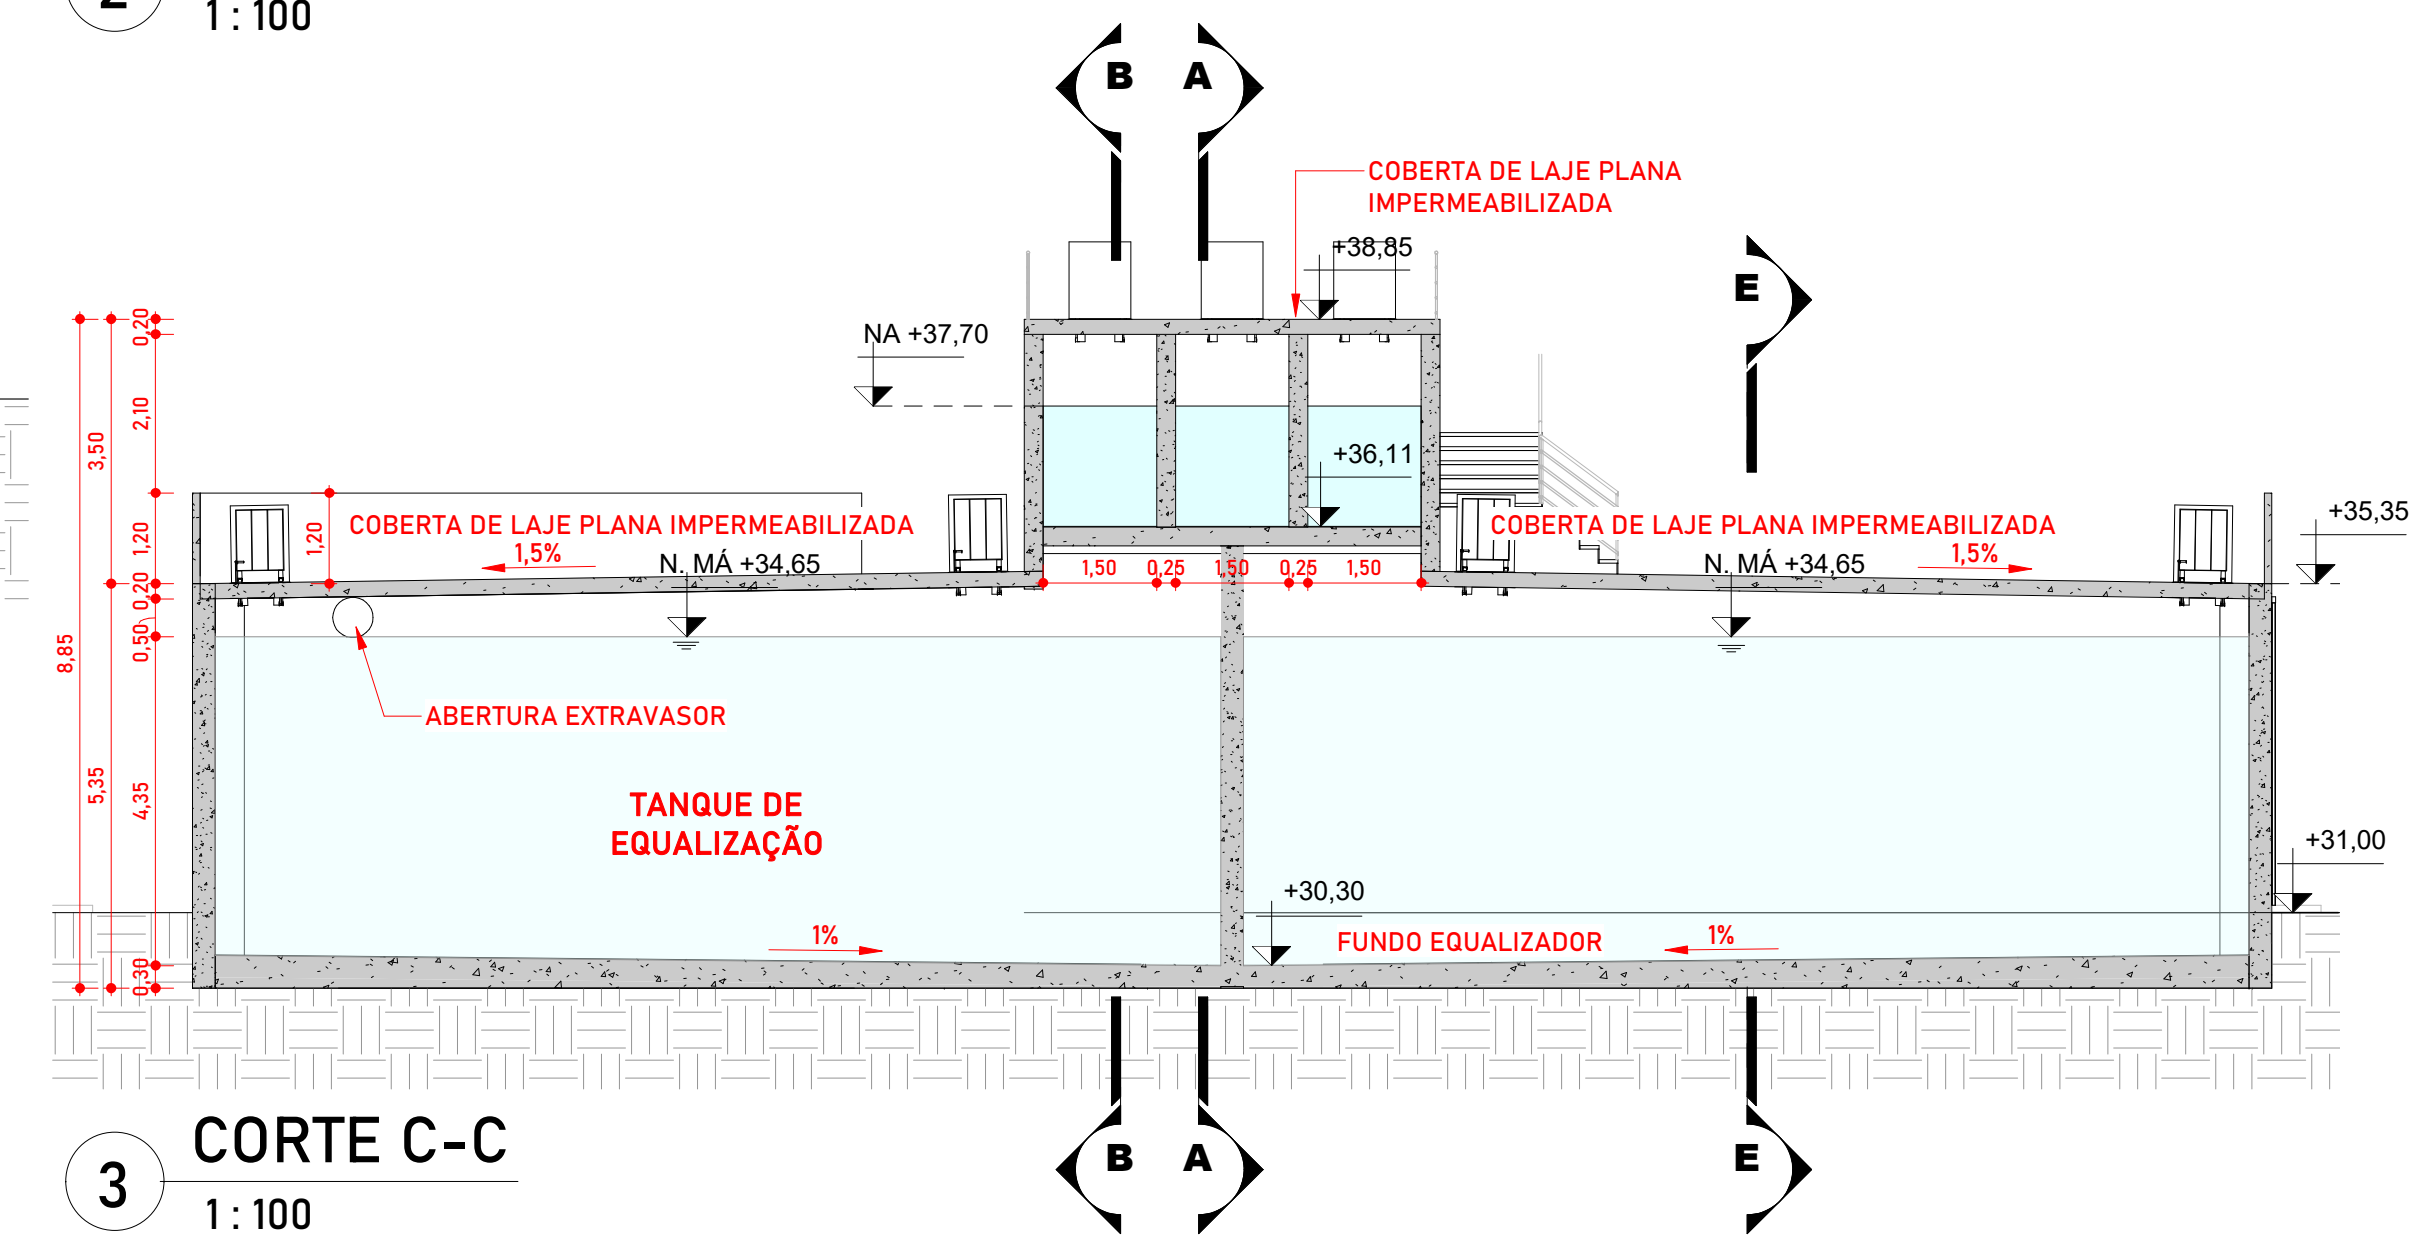 1 : 100
B
A
COBERTA DE LAJE PLANA
IMPERMEABILIZADA
+38,85
E
NA +37,70
0,20
2,10
3,50
+36,11
1,20
1,20
COBERTA DE LAJE PLANA IMPERMEABILIZADA
1,5%
N. MÁ +34,65
COBERTA DE LAJE PLANA IMPERMEABILIZADA
1,5%
N. MÁ +34,65
+35,35
1,50
0,25
1,50
0,25
1,50
0,20
0,50
8,85
ABERTURA EXTRAVASOR
5,35
4,35
TANQUE DE
EQUALIZAÇÃO
+31,00
+30,30
1%
FUNDO EQUALIZADOR
1%
0,30
CORTE C-C
3
1 : 100
B
A
E